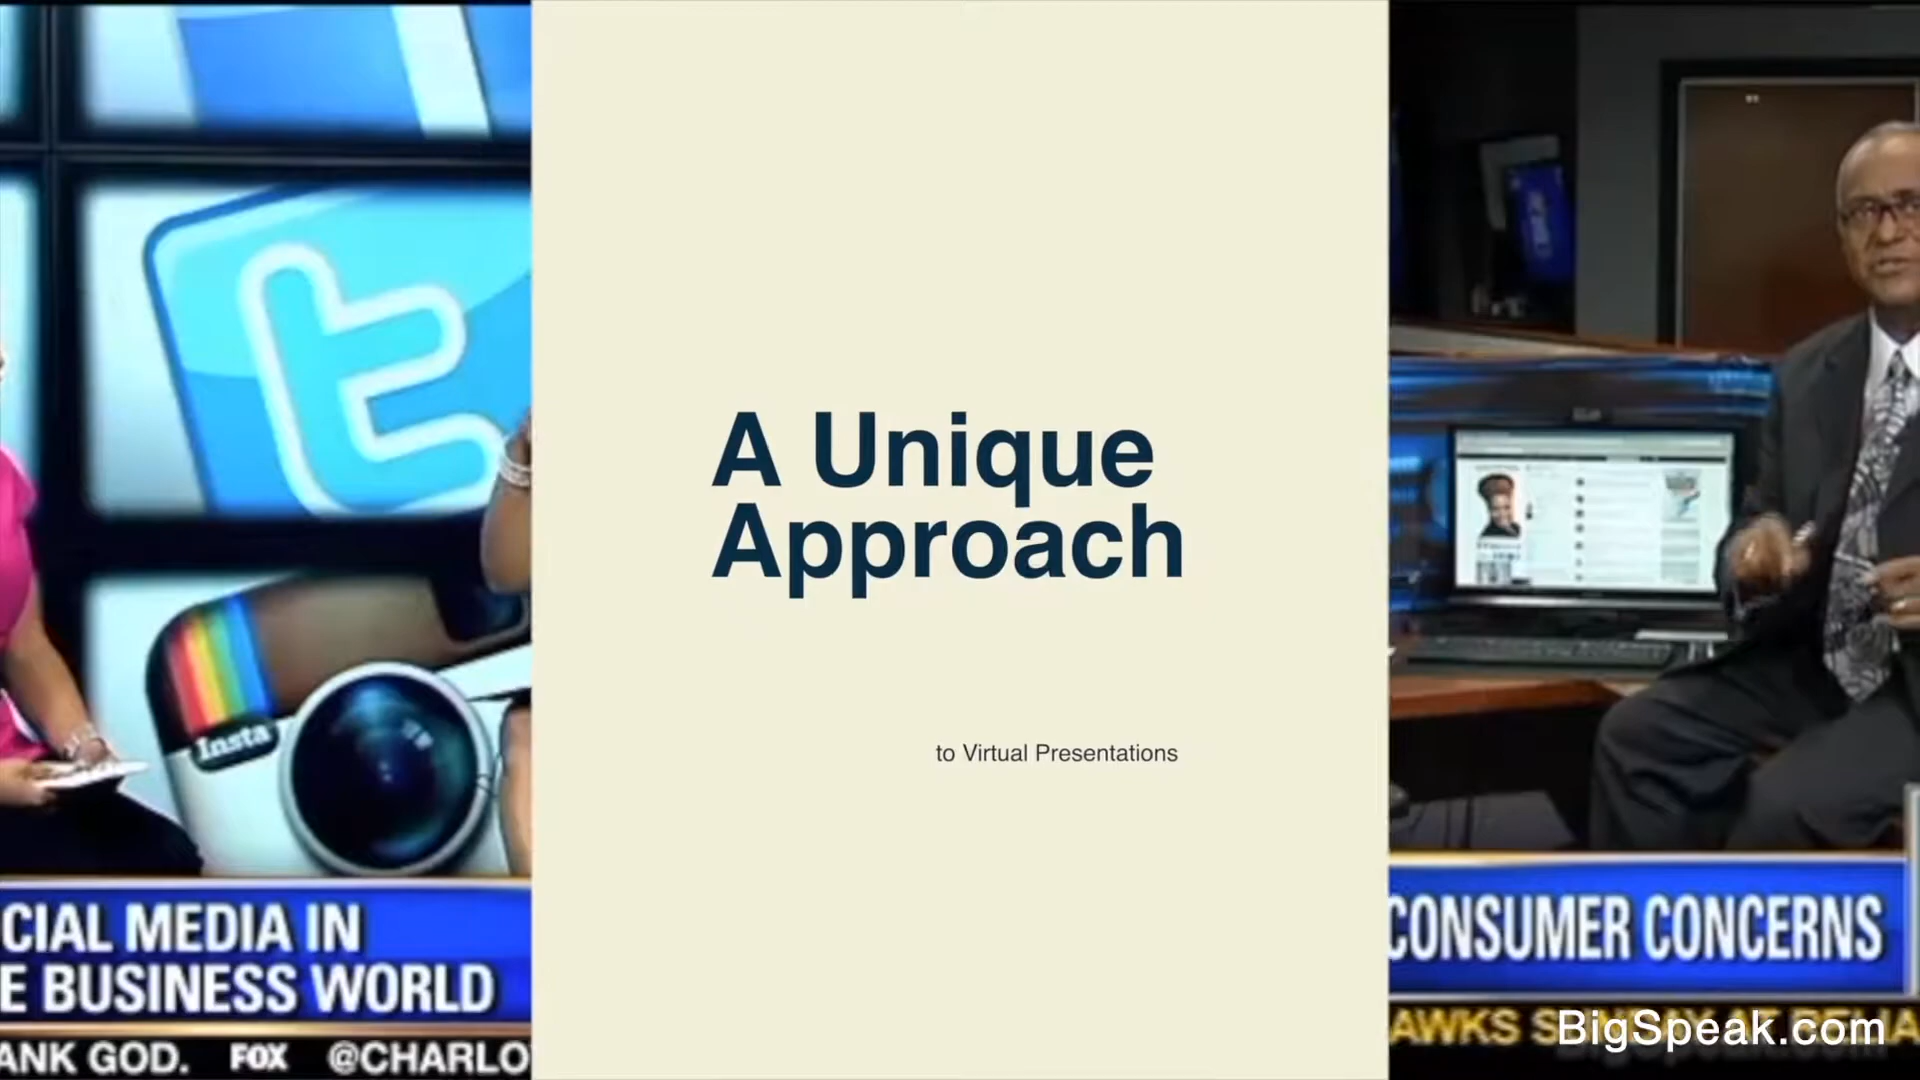 A Unique
Approach
to Virtual Presentations
Insta
CIAL MEDIA IN
E BUSINESS WORLD
ANK GOD. FOX @CHARLO
CONSUMER CONCERNS
AWKS
BigSpeak.com